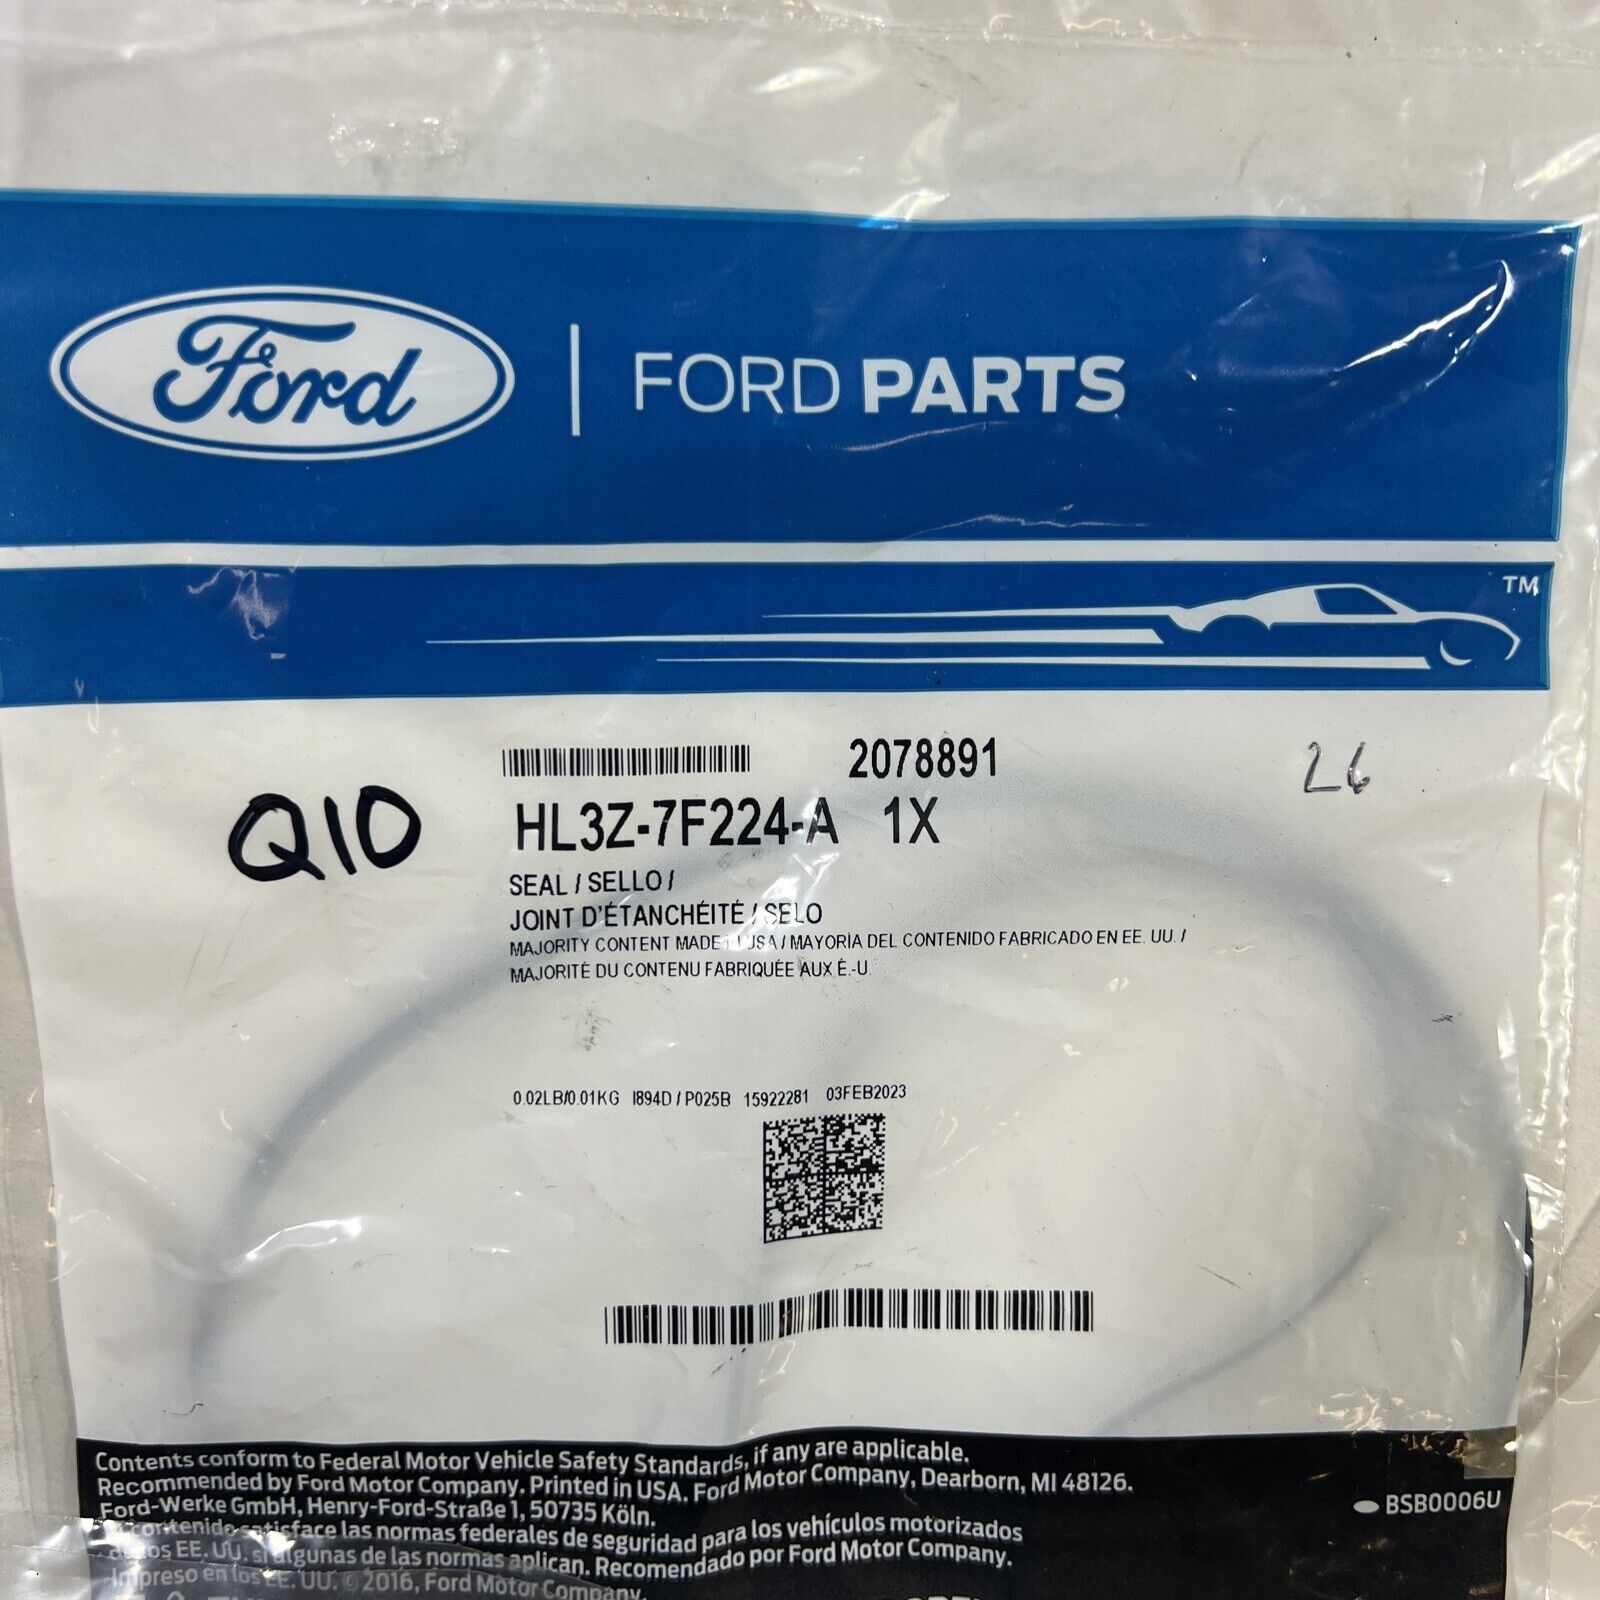 Ford
FORD PARTS
TM
2078891
26
Q10
HL3Z-7F224-A 1X
SEAL / SELLO /
JOINT D'ÉTANCHÉITÉ / SELO
MAJORITY CONTENT MADE USA / MAYORÍA DEL CONTENIDO FABRICADO EN EE. UU. /
MAJORITÉ DU CONTENU FABRIQUÉE AUX É.-U.
0.02LB/0.01KG I894D / P025B 15922281 03FEB2023
Contents conform to Federal Motor Vehicle Safety Standards, if any are applicable.
Recommended by Ford Motor Company. Printed in USA. Ford Motor Company, Dearborn, MI 48126.
Ford-Werke GmbH, Henry-Ford-Straße 1, 50735 Köln.
BSB0006U
contenido satisface las normas federales de seguridad para los vehículos motorizados
EE. UU. si algunas de las normas aplican. Recomendado por Ford Motor Company.
Impreso en los EE. UU. © 2016, Ford Motor Company.